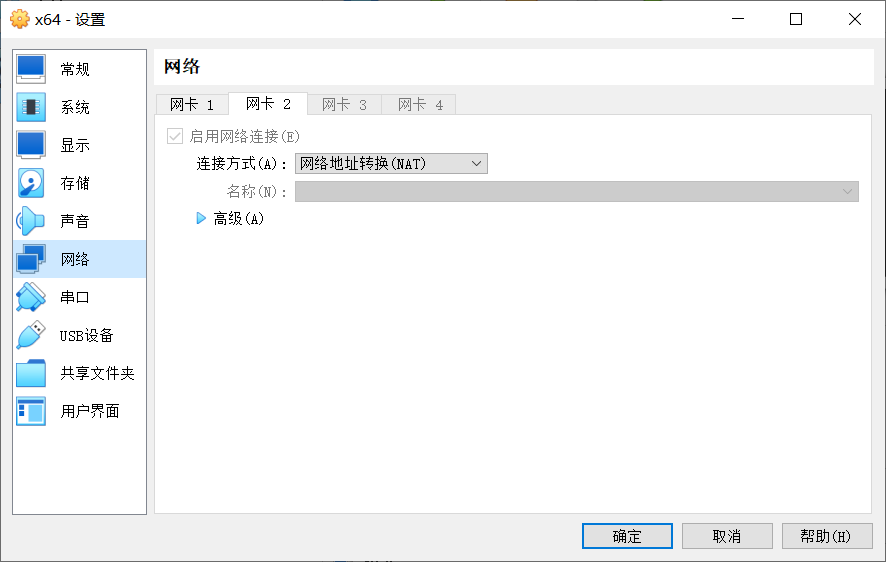 x64 - 设置
常规
系统
显示
存储
声音
网络
串口
USB设备
共享文件夹
用户界面
网络
网卡 1 网卡 2 网卡 3 网卡 4
启用网络连接(E)
连接方式(A): 网络地址转换(NAT)
名称(N):
高级(A)
确定 取消 帮助(H)